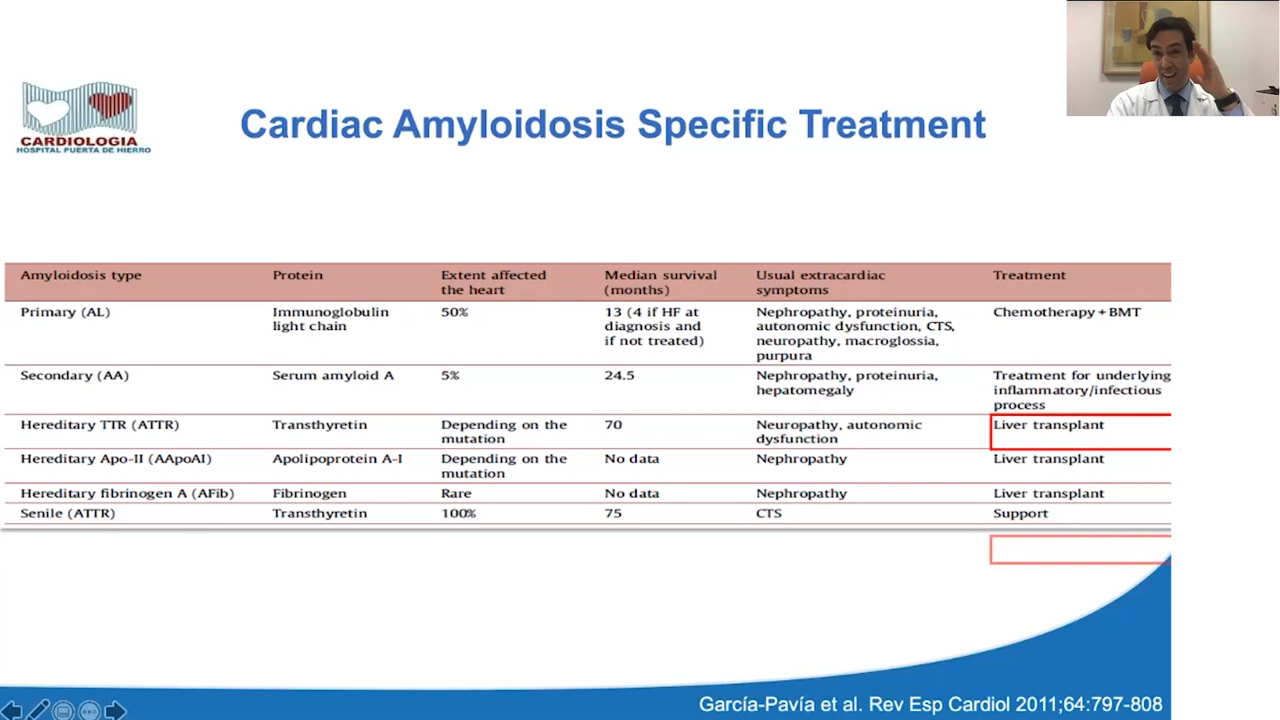 CARDIOLOGIA
HOSPITAL PUERTA DE HIERRO
Cardiac Amyloidosis Specific Treatment
Amyloidosis type Protein Extent affected the heart Median survival (months) Usual extracardiac symptoms Treatment
Primary (AL) Immunoglobulin light chain 50% 13 (4 if HF at diagnosis and if not treated) Nephropathy, proteinuria, autonomic dysfunction, CTS, neuropathy, macroglossia, purpura Chemotherapy + BMT
Secondary (AA) Serum amyloid A 5% 24.5 Nephropathy, proteinuria, hepatomegaly Treatment for underlying inflammatory/infectious process
Hereditary TTR (ATTR) Transthyretin Depending on the mutation 70 Neuropathy, autonomic dysfunction Liver transplant
Hereditary Apo-II (AApoAI) Apolipoprotein A-I Depending on the mutation No data Nephropathy Liver transplant
Hereditary fibrinogen A (AFib) Fibrinogen Rare No data Nephropathy Liver transplant
Senile (ATTR) Transthyretin 100% 75 CTS Support
García-Pavía et al. Rev Esp Cardiol 2011;64:797-808